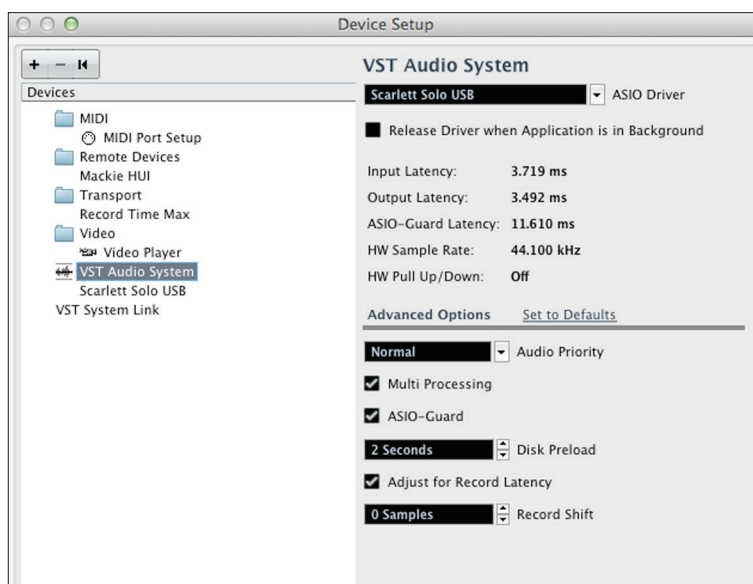 Device Setup
+ −
Devices
MIDI
MIDI Port Setup
Remote Devices
Mackie HUI
Transport
Record Time Max
Video
Video Player
VST Audio System
Scarlett Solo USB
VST System Link
VST Audio System
Scarlett Solo USB ASIO Driver
Release Driver when Application is in Background
Input Latency: 3.719 ms
Output Latency: 3.492 ms
ASIO-Guard Latency: 11.610 ms
HW Sample Rate: 44.100 kHz
HW Pull Up/Down: Off
Advanced Options Set to Defaults
Normal Audio Priority
Multi Processing
ASIO-Guard
2 Seconds Disk Preload
Adjust for Record Latency
0 Samples Record Shift